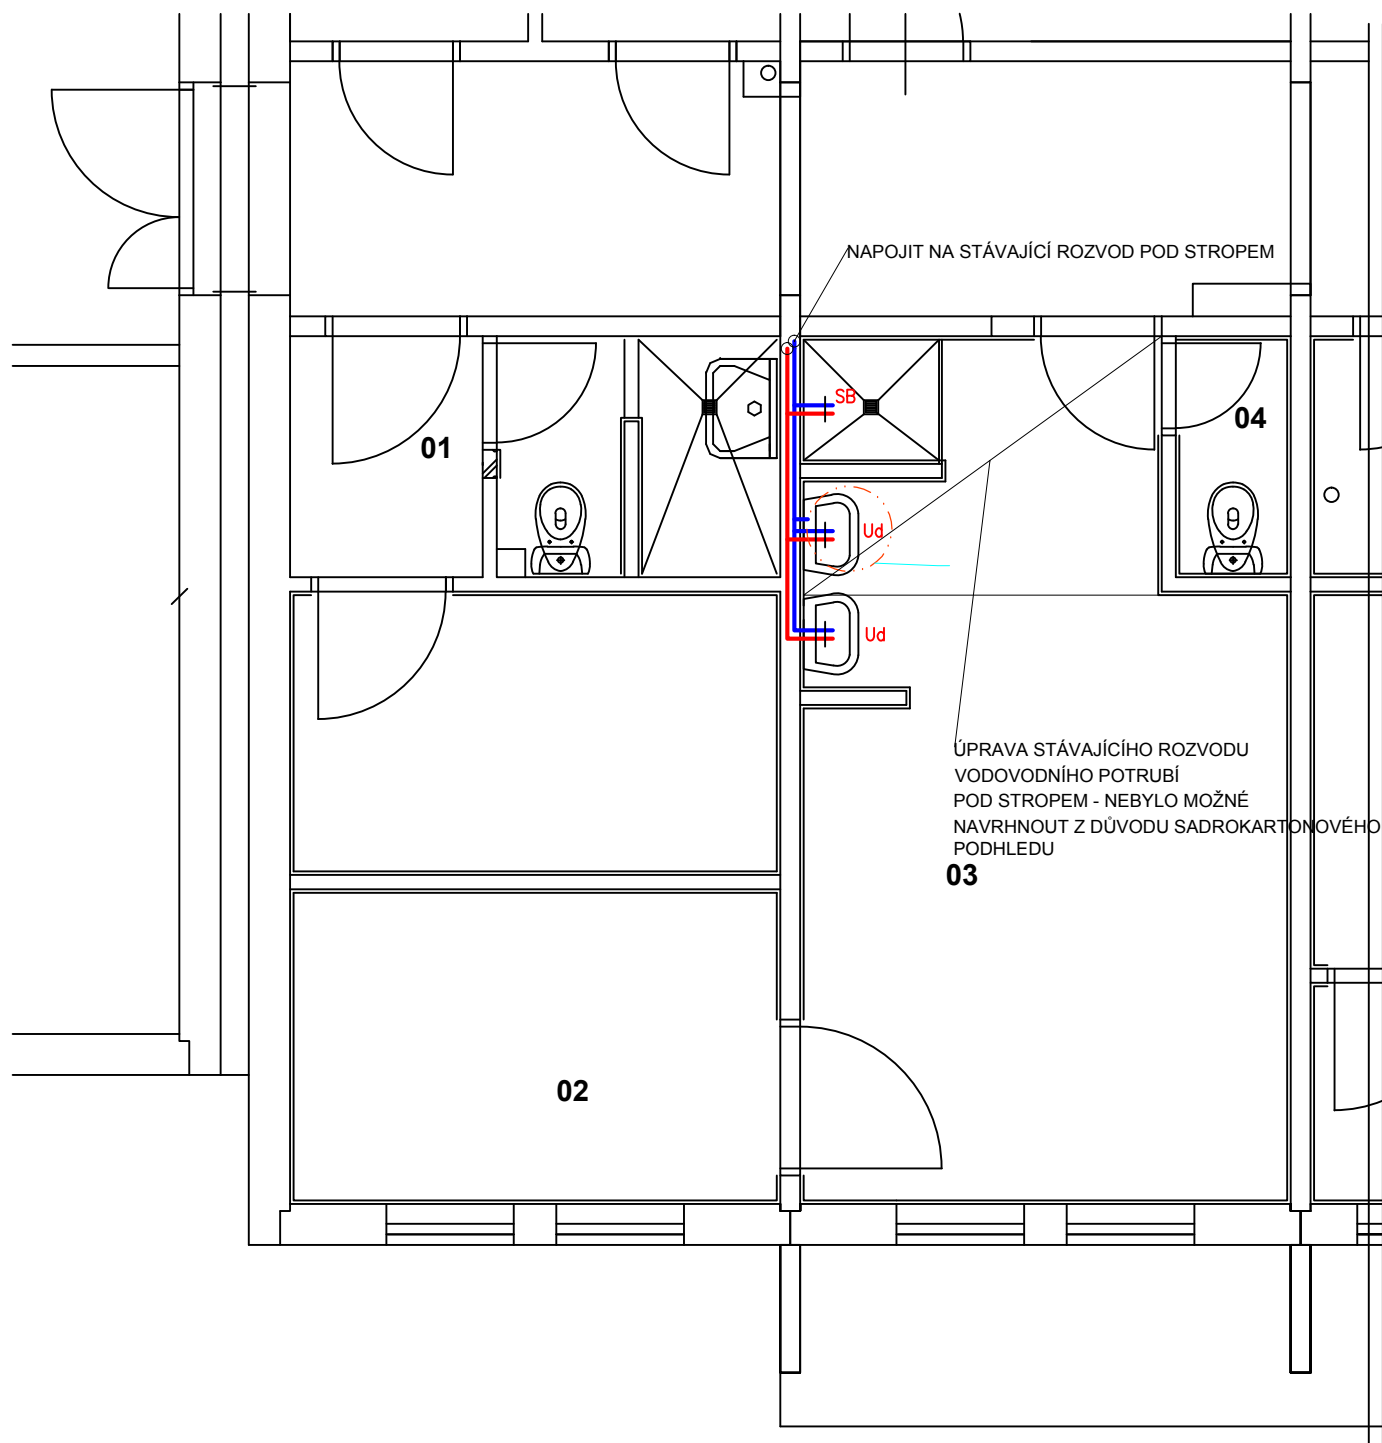 NAPOJIT NA STÁVAJÍCÍ ROZVOD POD STROPEM
SB
01
04
Ud
Ud
ÚPRAVA STÁVAJÍCÍHO ROZVODU
VODOVODNÍHO POTRUBÍ
POD STROPEM - NEBYLO MOŽNÉ
NAVRHNOUT Z DŮVODU SADROKARTONOVÉHO
PODHLEDU
03
02